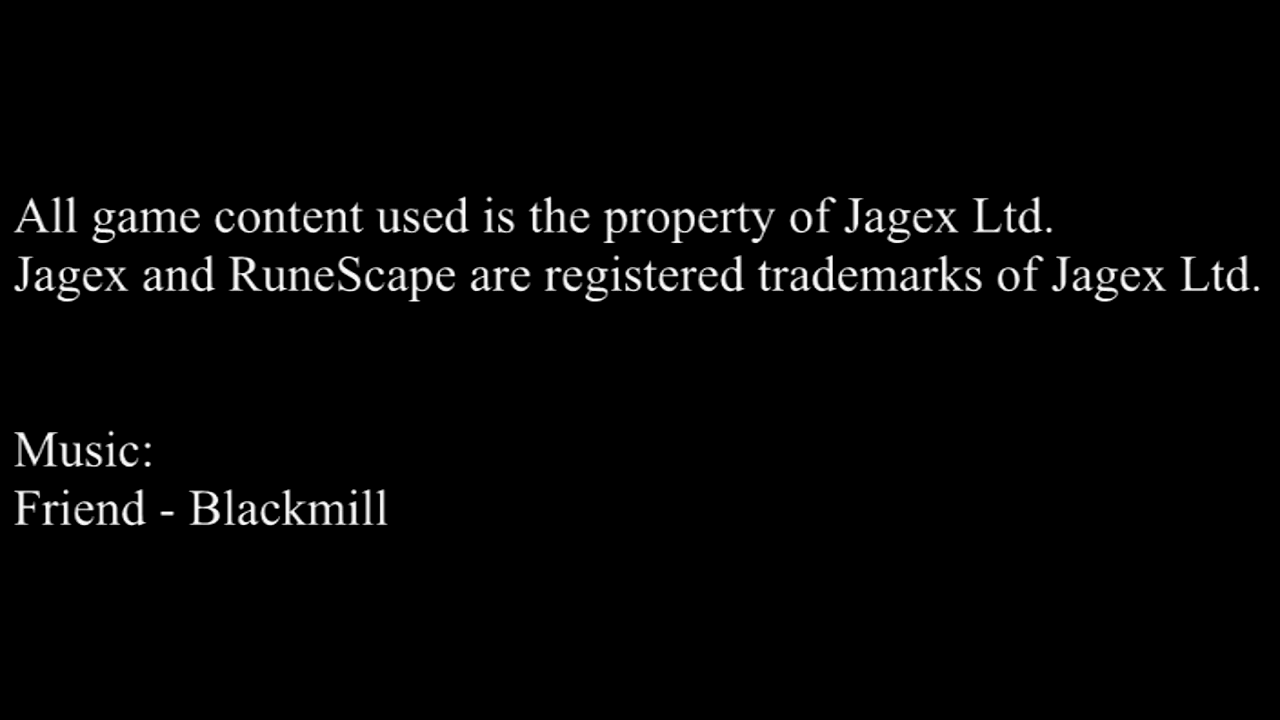 All game content used is the property of Jagex Ltd.
Jagex and RuneScape are registered trademarks of Jagex Ltd.
Music:
Friend - Blackmill